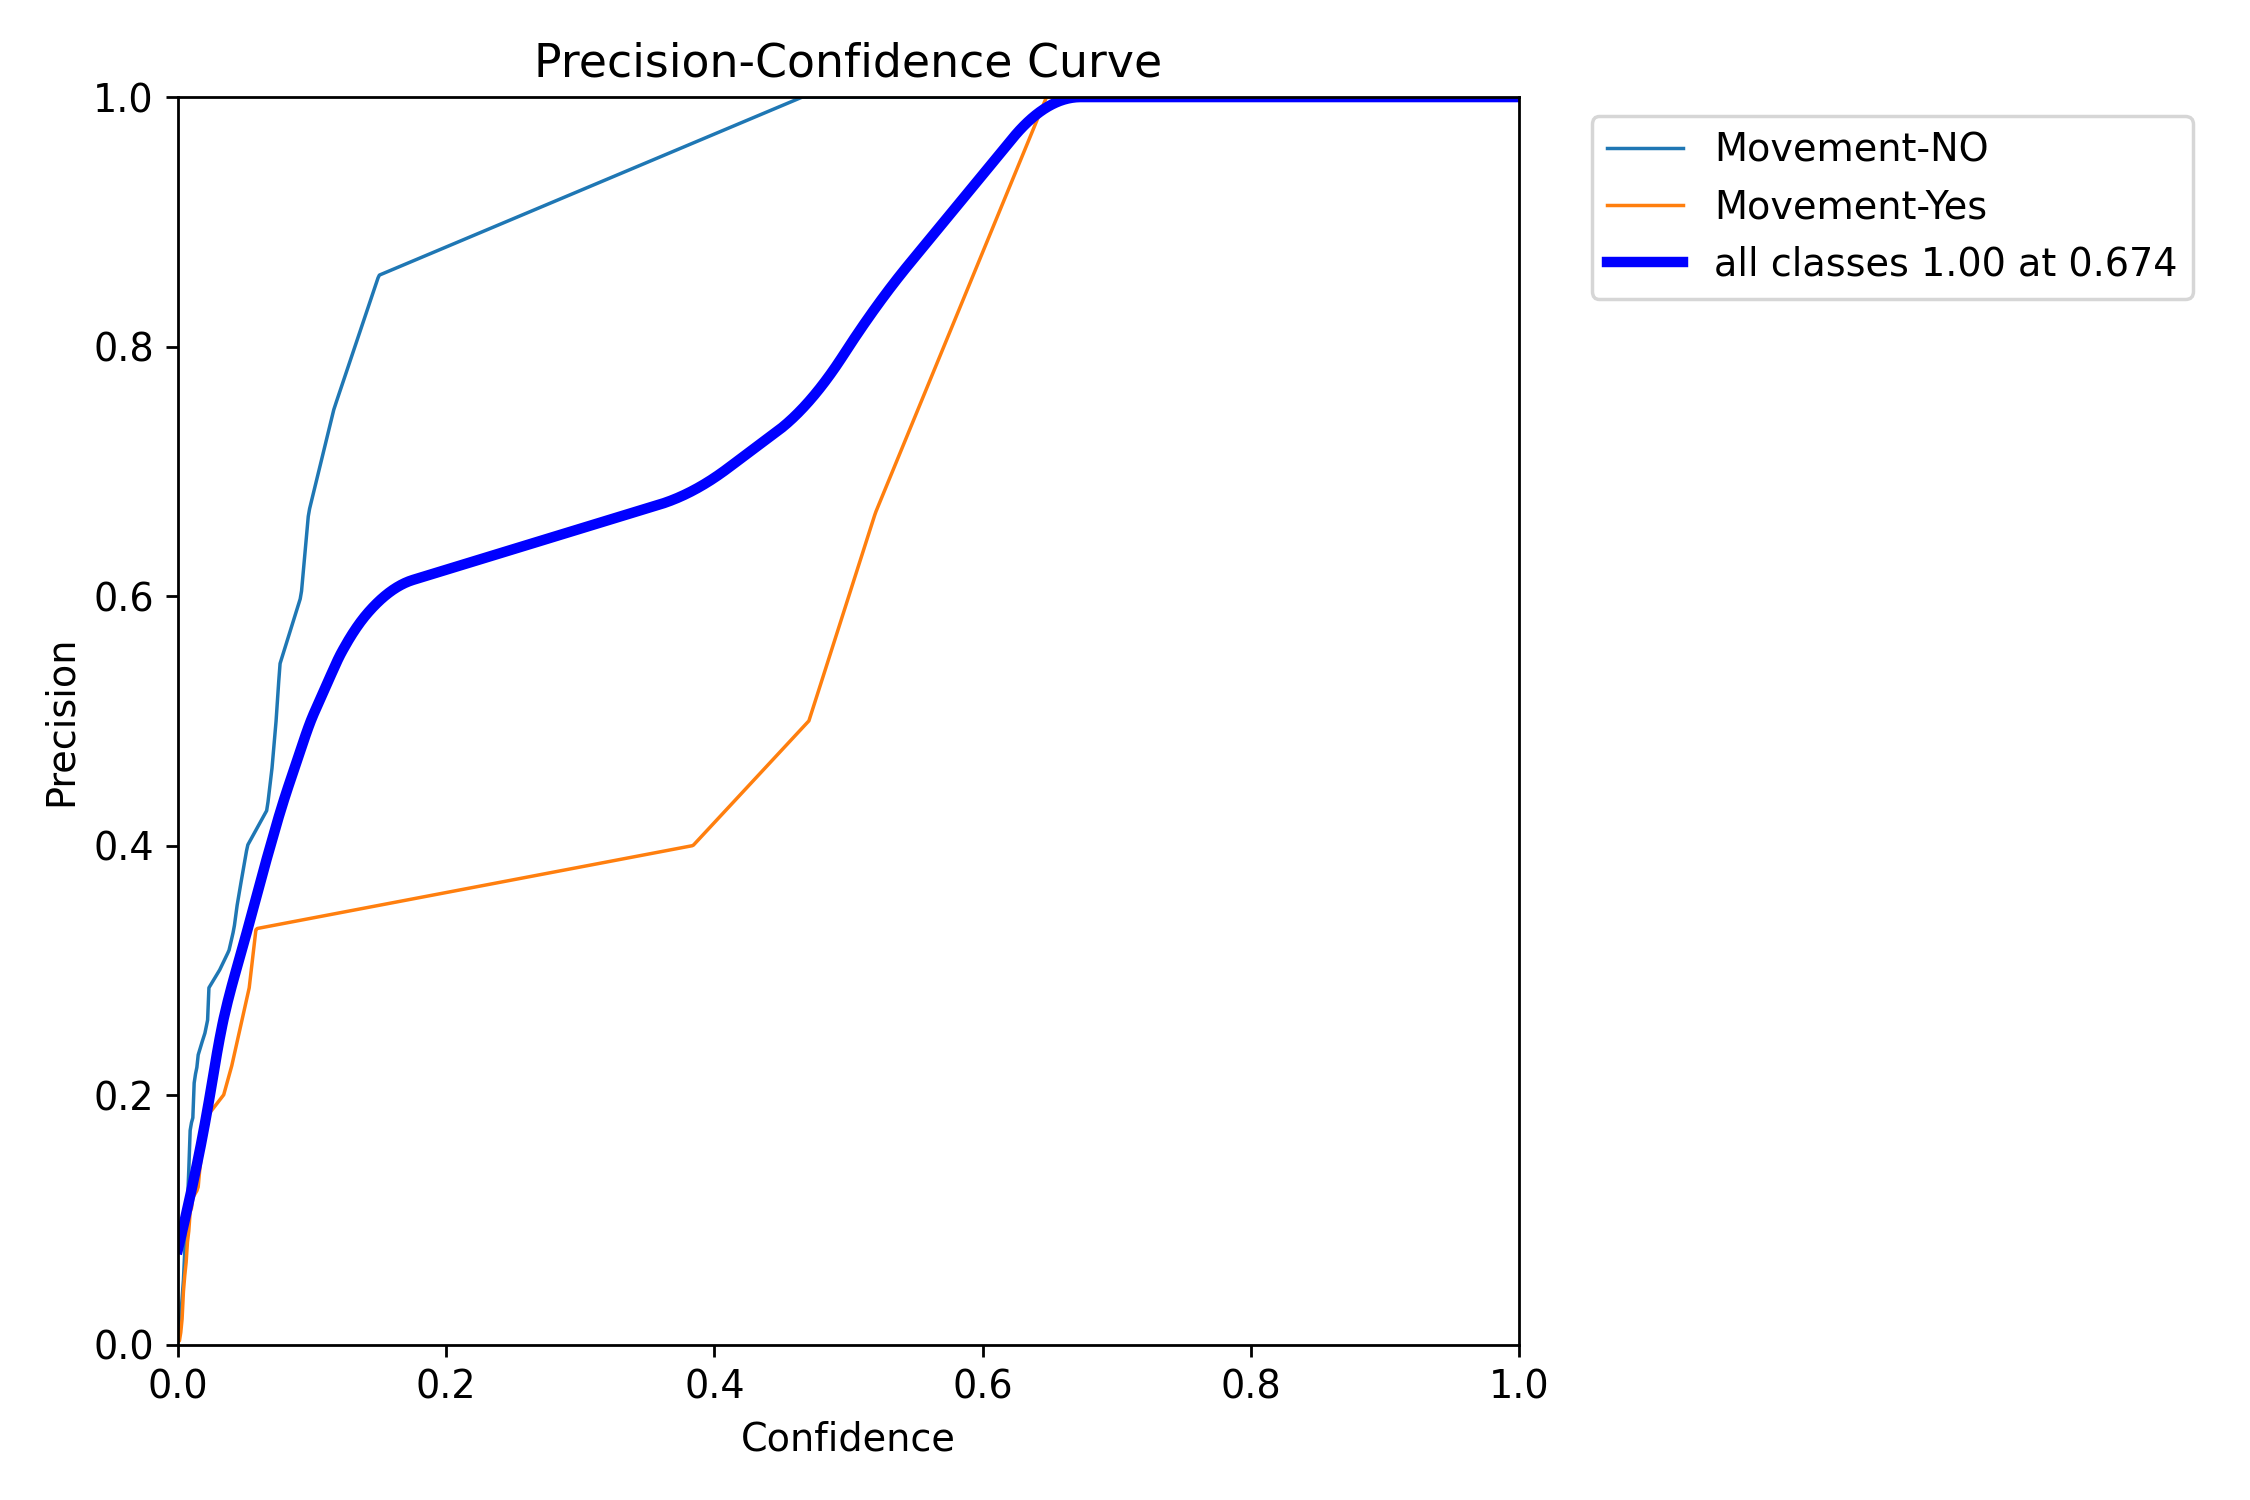 Precision-Confidence Curve
Movement-NO
Movement-Yes
all classes 1.00 at 0.674
1.0
0.8
0.6
0.4
0.2
0.0
Precision
0.0 0.2 0.4 0.6 0.8 1.0
Confidence